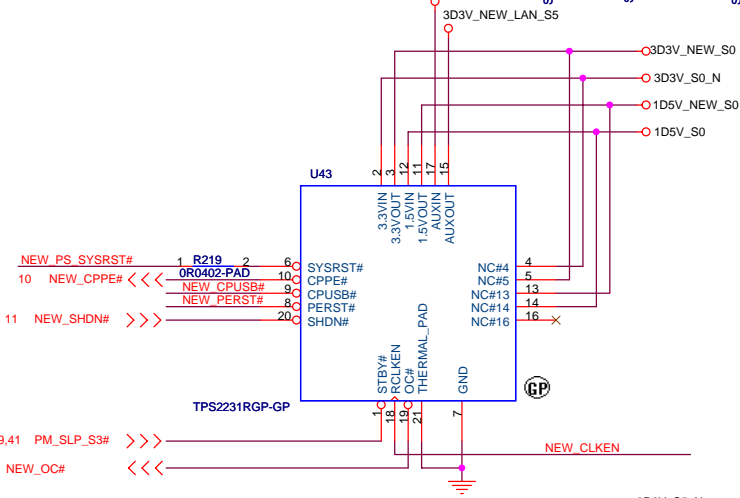 3D3V_NEW_LAN_S5
3D3V_NEW_S0
3D3V_S0_N
1D5V_NEW_S0
1D5V_S0
U43
2
3
12
11
17
15
3.3VIN
3.3VOUT
1.5VIN
1.5VOUT
AUXIN
AUXOUT
NEW_PS_SYSRST# 1 R219 2 6 SYSRST#
0R0402-PAD
10 NEW_CPPE# 10 CPPE#
NEW_CPUSB# 9 CPUSB#
NEW_PERST# 8 PERST#
11 NEW_SHDN# 20 SHDN#
NC#4 4
NC#5 5
NC#13 13
NC#14 14
NC#16 16
STBY#
RCLKEN
OC#
THERMAL_PAD
GND
GP
TPS2231RGP-GP
1
18
19
21
7
9,41 PM_SLP_S3#
NEW_CLKEN
NEW_OC#